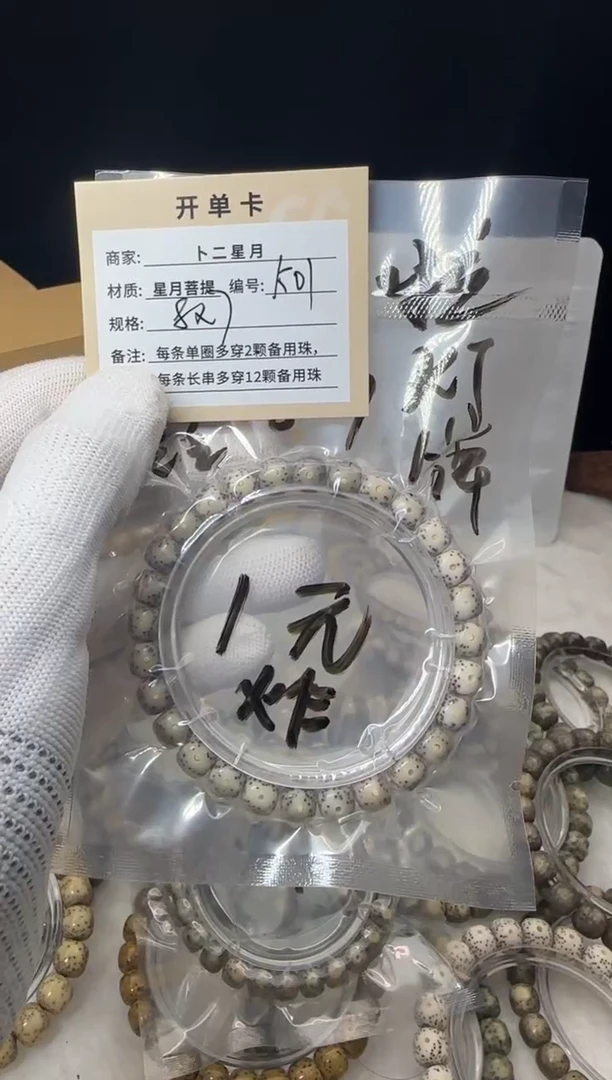 开单卡
商家: 卜二星月
材质: 星月菩提 编号: K01
规格:
备注: 每条单圈多穿2颗备用珠,
每条长串多穿12颗备用珠
灯
牌
1元
炸